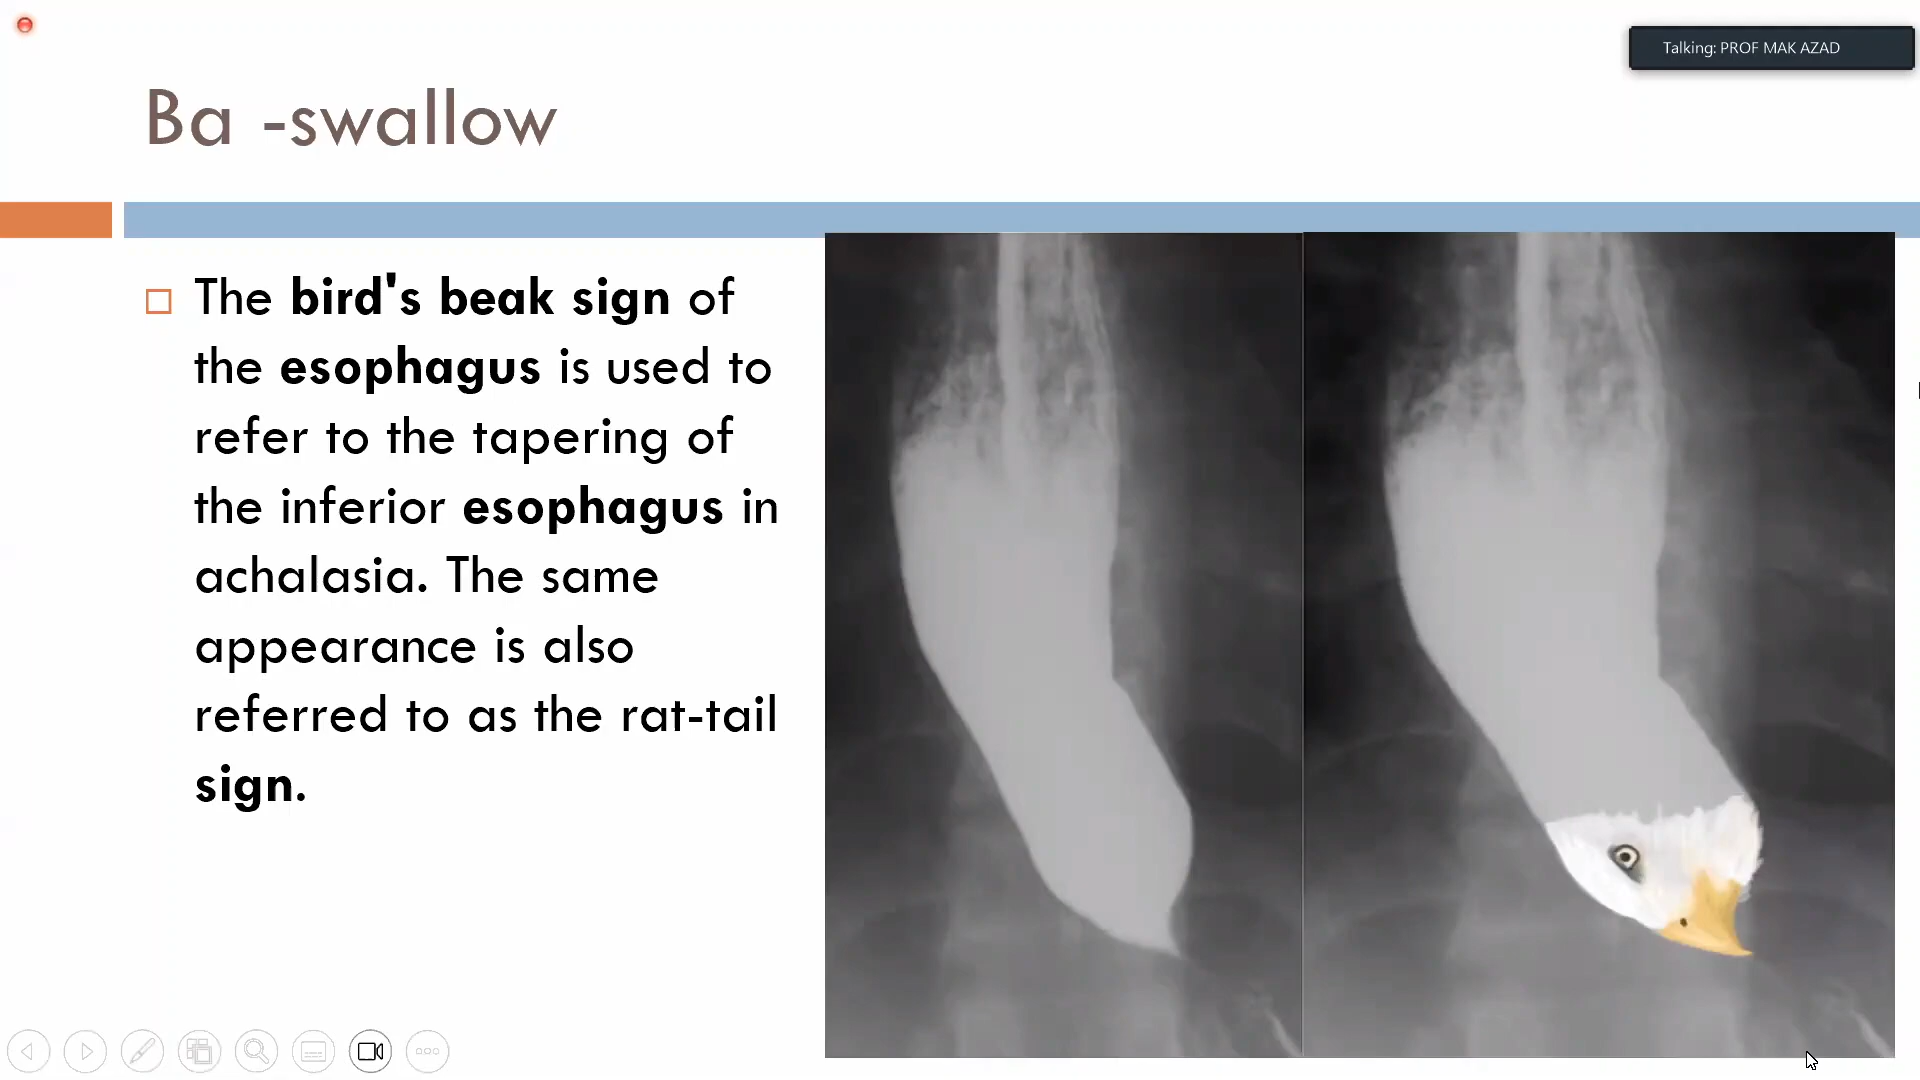 Talking: PROF MAK AZAD
Ba -swallow
The bird's beak sign of
the esophagus is used to
refer to the tapering of
the inferior esophagus in
achalasia. The same
appearance is also
referred to as the rat-tail
sign.